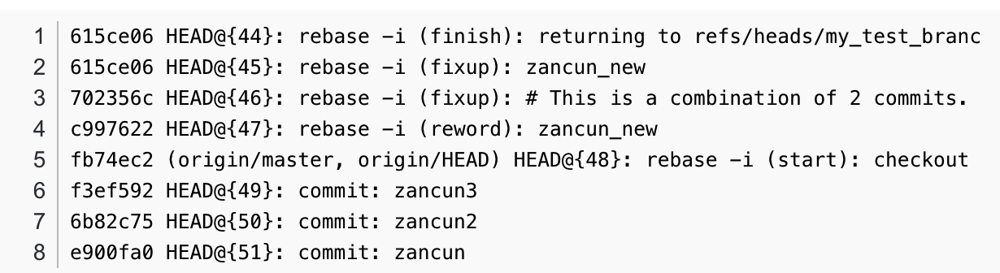 1 615ce06 HEAD@{44}: rebase -i (finish): returning to refs/heads/my_test_branc
2 615ce06 HEAD@{45}: rebase -i (fixup): zancun_new
3 702356c HEAD@{46}: rebase -i (fixup): # This is a combination of 2 commits.
4 c997622 HEAD@{47}: rebase -i (reword): zancun_new
5 fb74ec2 (origin/master, origin/HEAD) HEAD@{48}: rebase -i (start): checkout
6 f3ef592 HEAD@{49}: commit: zancun3
7 6b82c75 HEAD@{50}: commit: zancun2
8 e900fa0 HEAD@{51}: commit: zancun